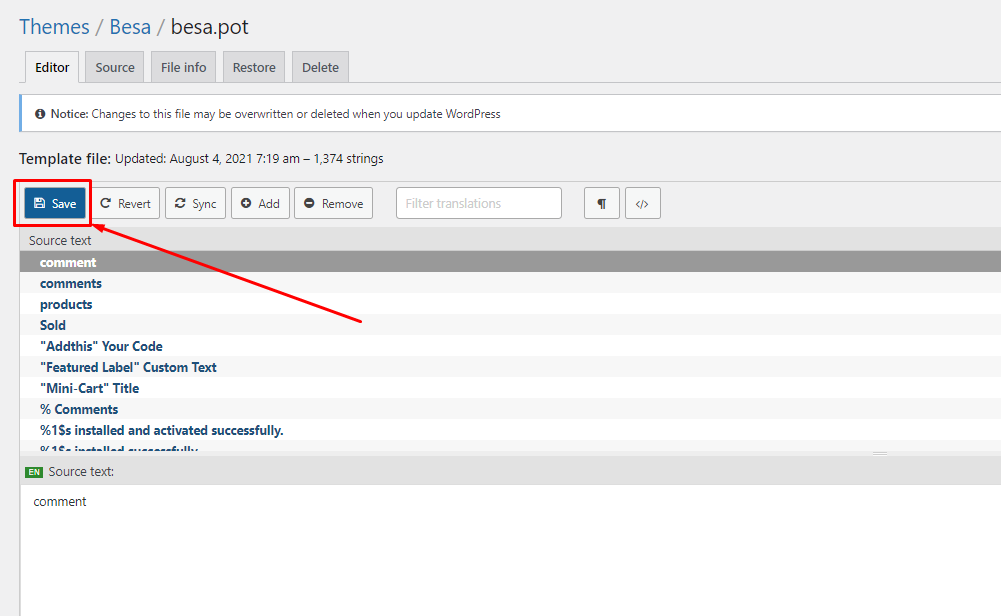 Themes / Besa / besa.pot
Editor Source File info Restore Delete
Notice: Changes to this file may be overwritten or deleted when you update WordPress
Template file: Updated: August 4, 2021 7:19 am – 1,374 strings
Save Revert Sync Add Remove Filter translations ¶ </>
Source text
comment
comments
products
Sold
"Addthis" Your Code
"Featured Label" Custom Text
"Mini-Cart" Title
% Comments
%1$s installed and activated successfully.
%1$s installed successfully.
EN Source text:
comment